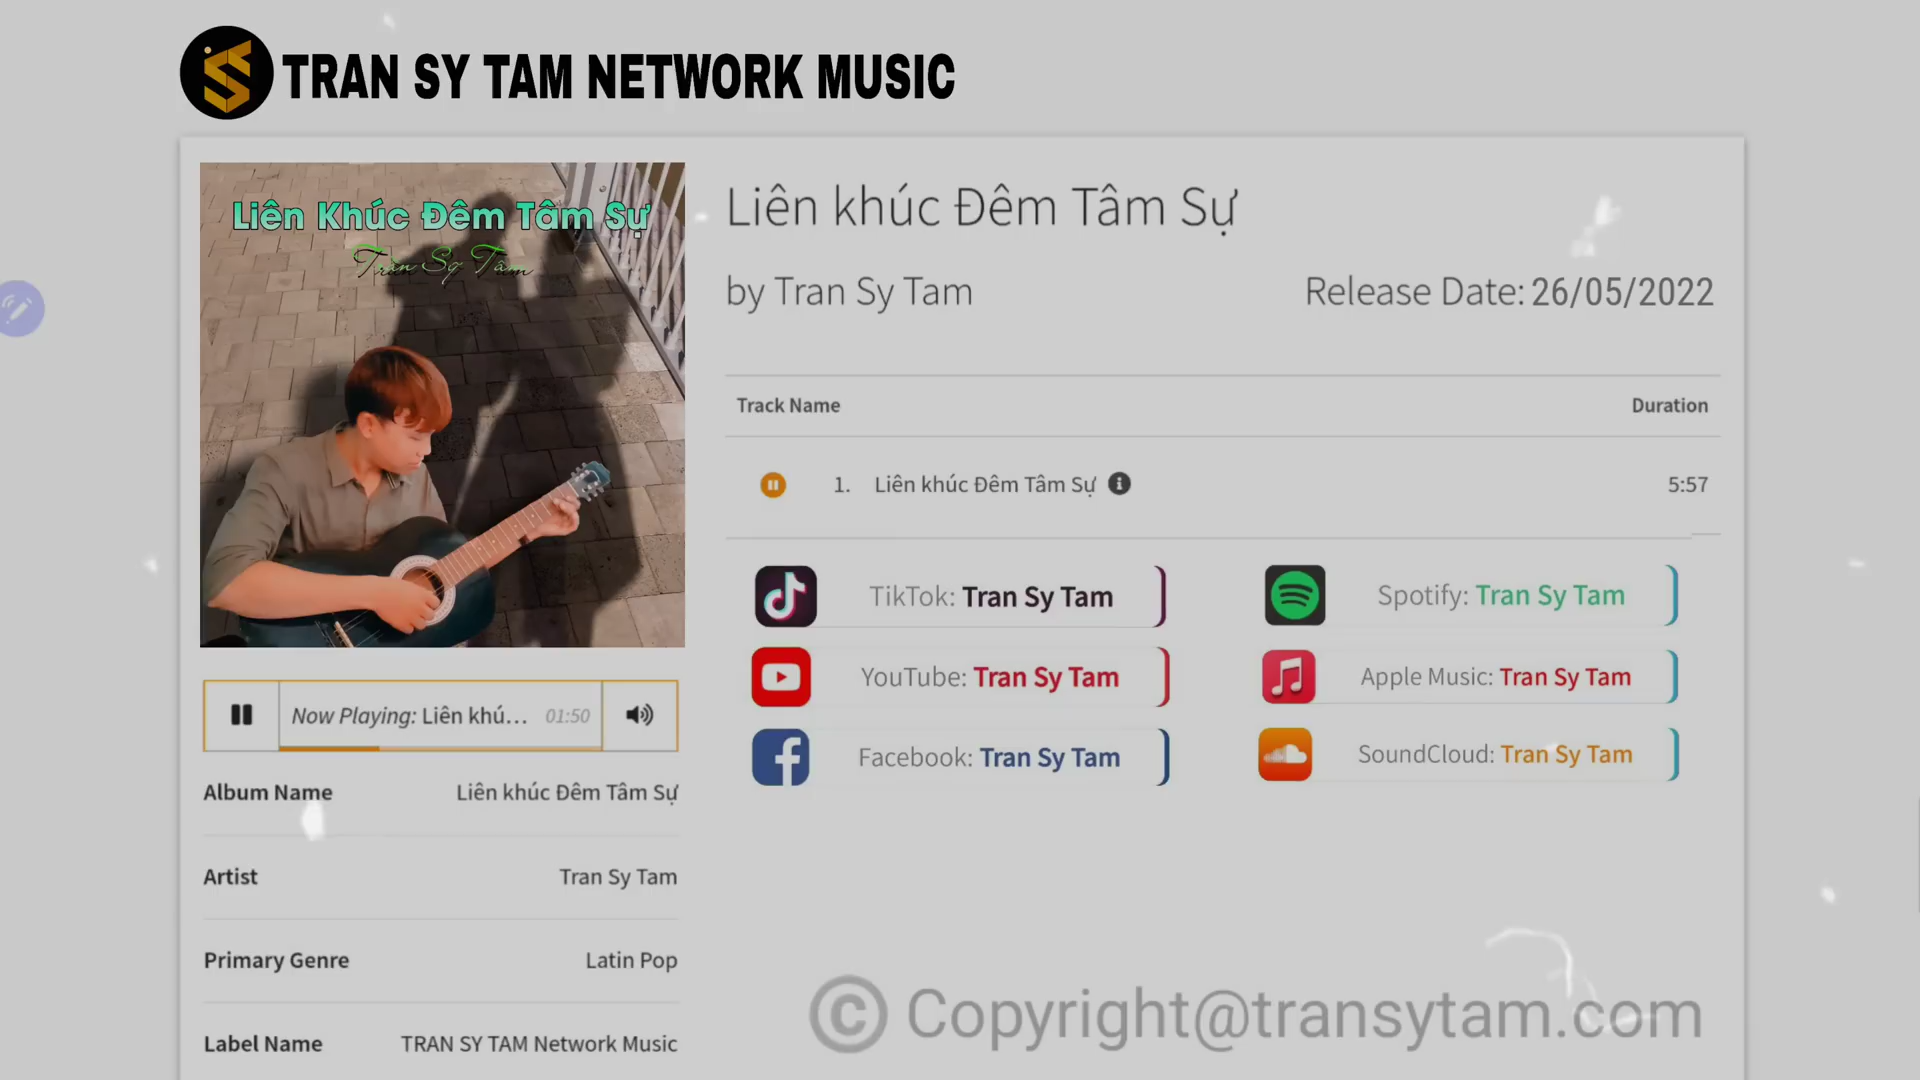 TRAN SY TAM NETWORK MUSIC
Liên Khúc Đêm Tâm Sự
Trần Sỹ Tâm
Liên khúc Đêm Tâm Sự
by Tran Sy Tam
Release Date: 26/05/2022
Track Name
Duration
1. Liên khúc Đêm Tâm Sự
5:57
TikTok: Tran Sy Tam
Spotify: Tran Sy Tam
YouTube: Tran Sy Tam
Apple Music: Tran Sy Tam
Facebook: Tran Sy Tam
SoundCloud: Tran Sy Tam
Now Playing: Liên khú... 01:50
Album Name
Liên khúc Đêm Tâm Sự
Artist
Tran Sy Tam
Primary Genre
Latin Pop
Label Name
TRAN SY TAM Network Music
© Copyright@transytam.com